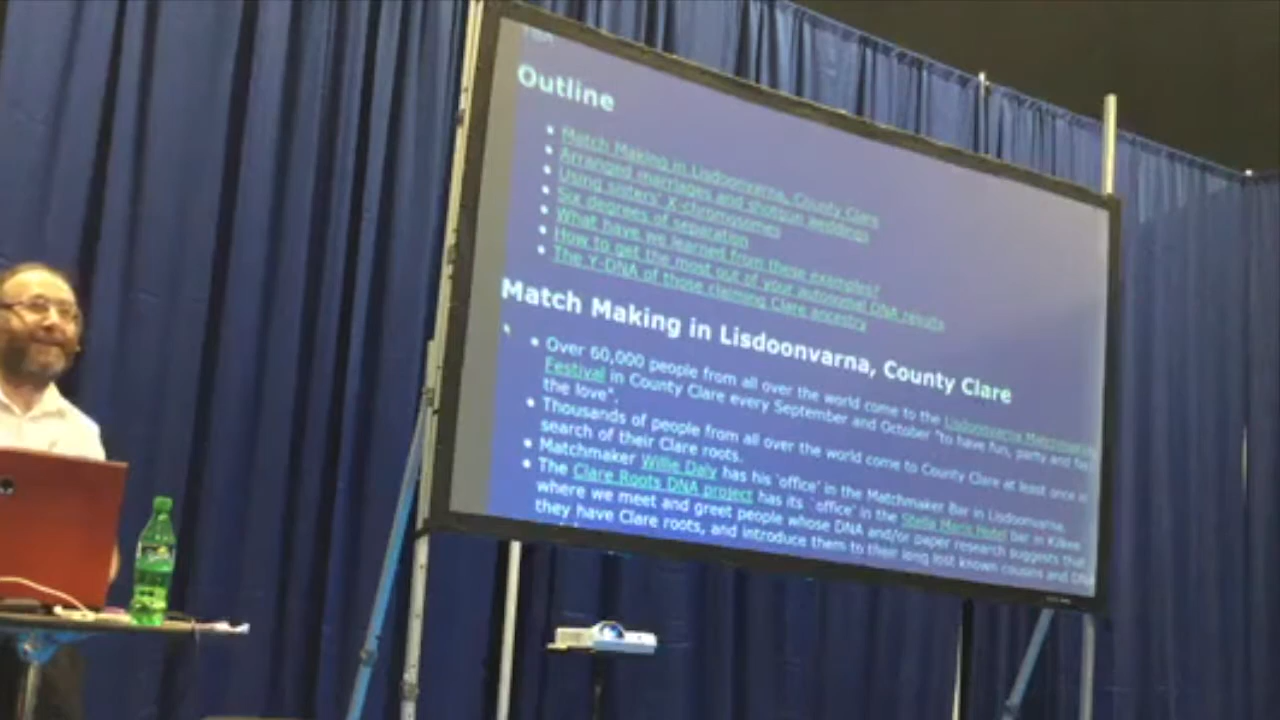 Outline
Match Making in Lisdoonvarna, County Clare
Arranged marriages and shotgun weddings
Using sisters' X-chromosomes
Six degrees of separation
What have we learned from these examples?
How to get the most out of your autosomal DNA results
The Y-DNA of those claiming Clare ancestry
Match Making in Lisdoonvarna, County Clare
Over 60,000 people from all over the world come to the Lisdoonvarna
Festival in County Clare every September and October "to have fun, party and
the love".
Thousands of people from all over the world come to County Clare at least once in
search of their Clare roots.
Matchmaker Willie Daly has his 'office' in the Matchmaker Bar in Lisdoonvarna.
The Clare Roots DNA project has its 'office' in the Stella Maris Hotel bar in Kilkee
where we meet and greet people whose DNA and/or paper research suggests that
they have Clare roots, and introduce them to their long lost known cousins and